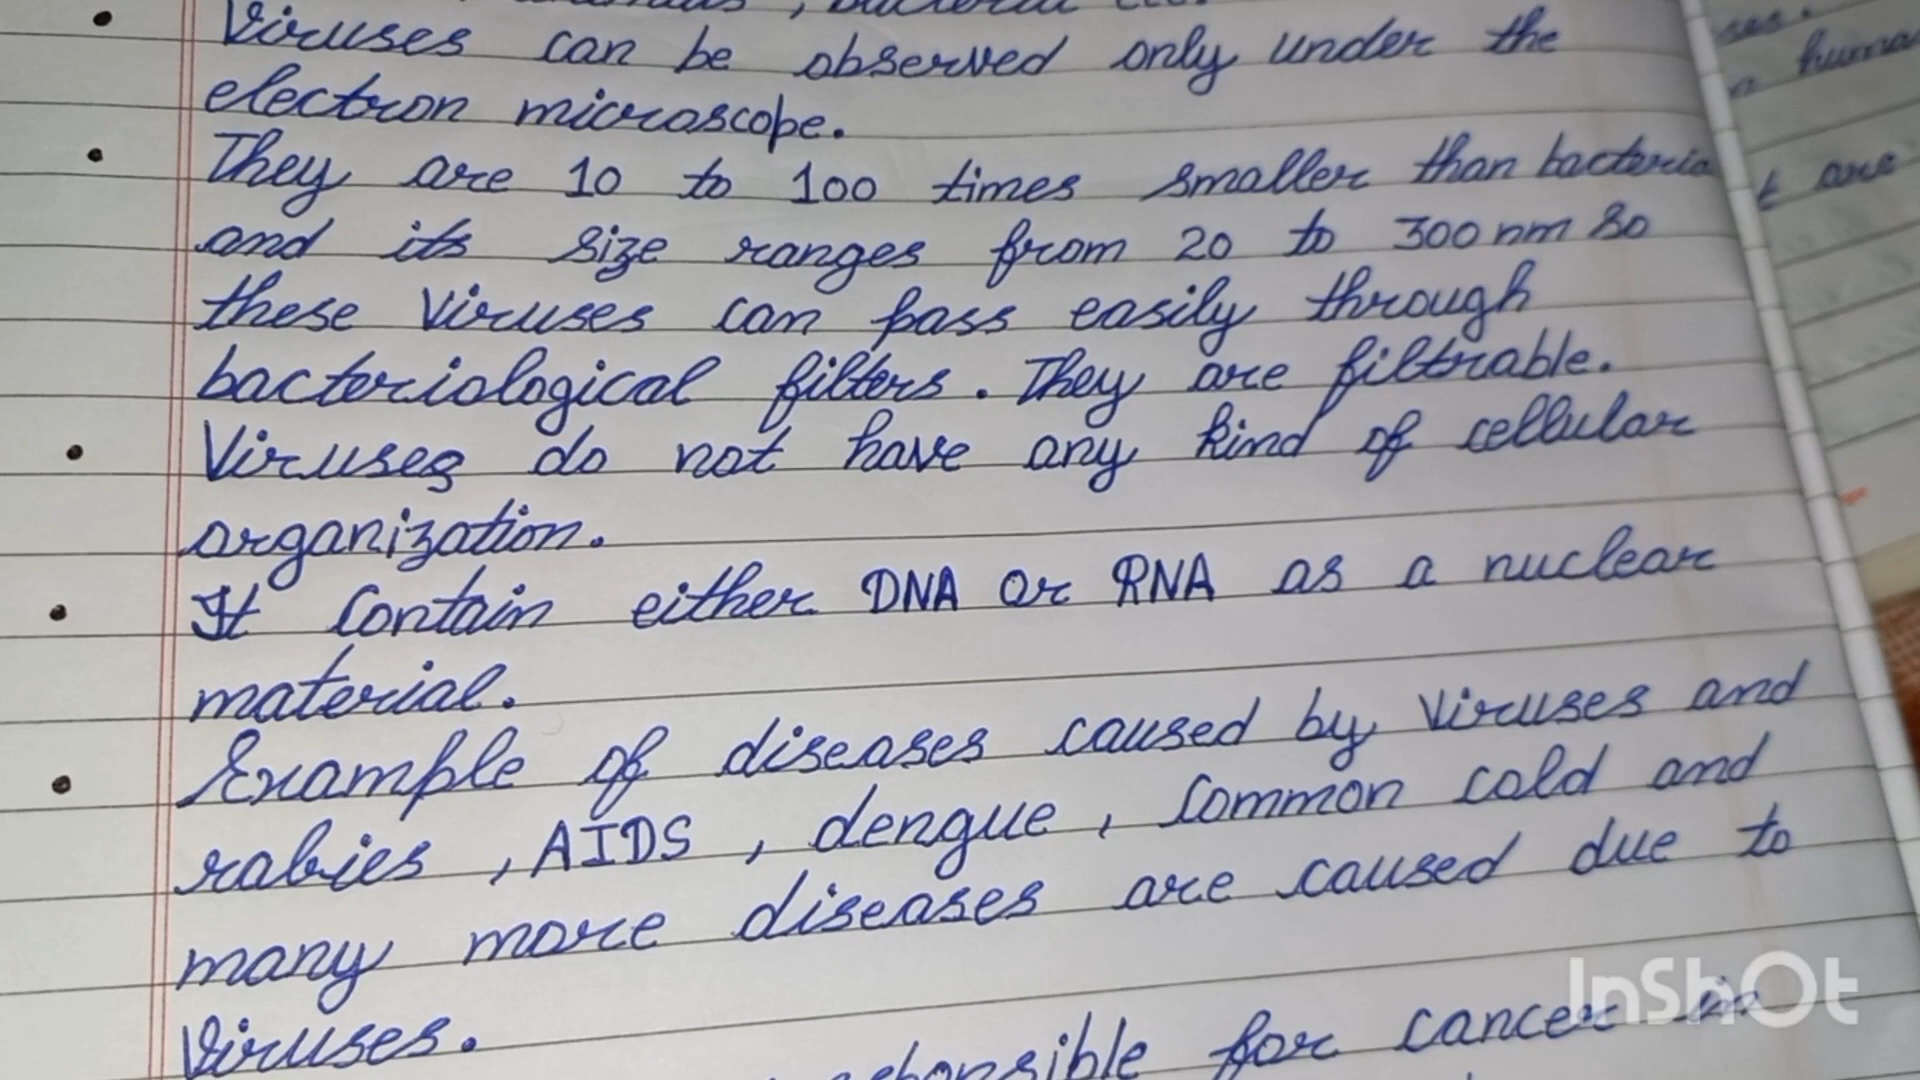 , bacteria etc.
Viruses can be observed only under the
electron microscope.
They are 10 to 100 times smaller than bacteria
and its size ranges from 20 to 300 nm so
these Viruses can pass easily through
bacteriological filters. They are filtrable.
Viruses do not have any kind of cellular
organization.
It Contain either DNA or RNA as a nuclear
material.
Example of diseases caused by Viruses and
rabies, AIDS, dengue, Common cold and
many more diseases are caused due to
Viruses.
for cancer in
are
InShOt